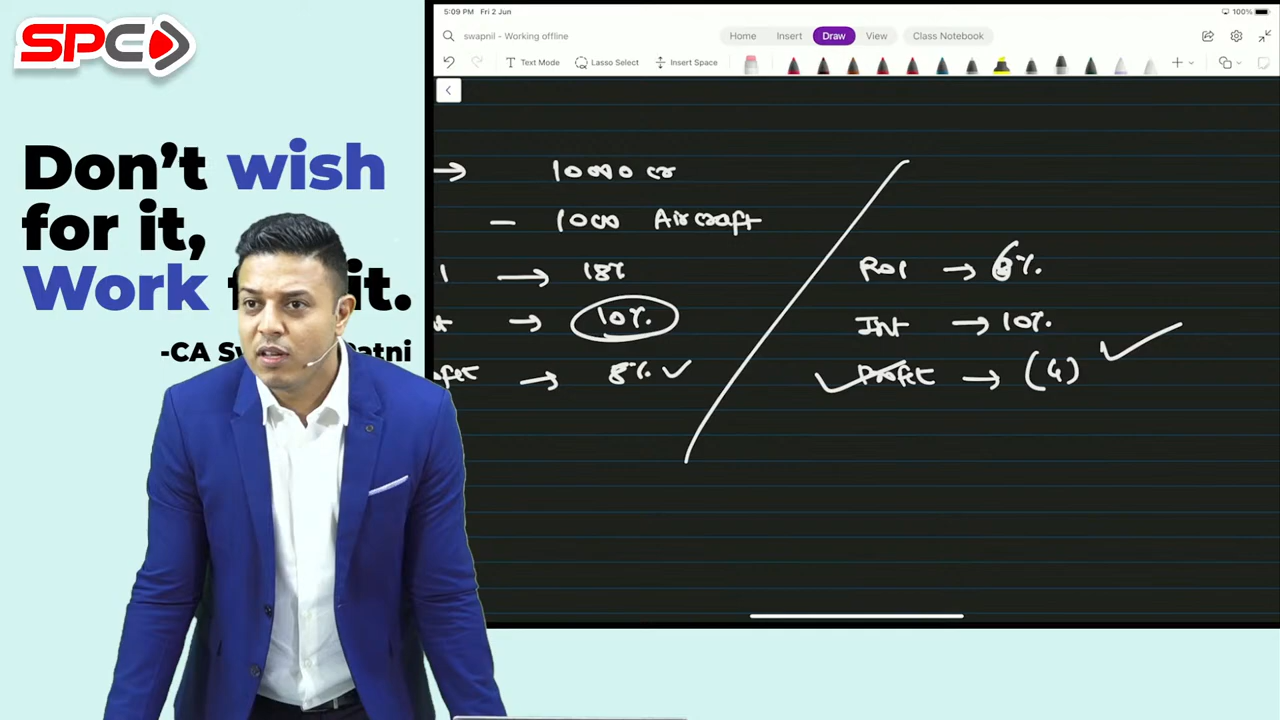 SPC
Don't wish
for it,
Work it.
-CA
5:09 PM Fri 2 Jun
100%
swapnil - Working offline
Home Insert Draw View Class Notebook
Text Mode Lasso Select Insert Space
→ 10000 cr
- 1000 Aircraft
→ 18%
→ 10%.
→ 8%. ✓
ROI → 6%.
Int → 10%.
✓ Profit → (4) ✓